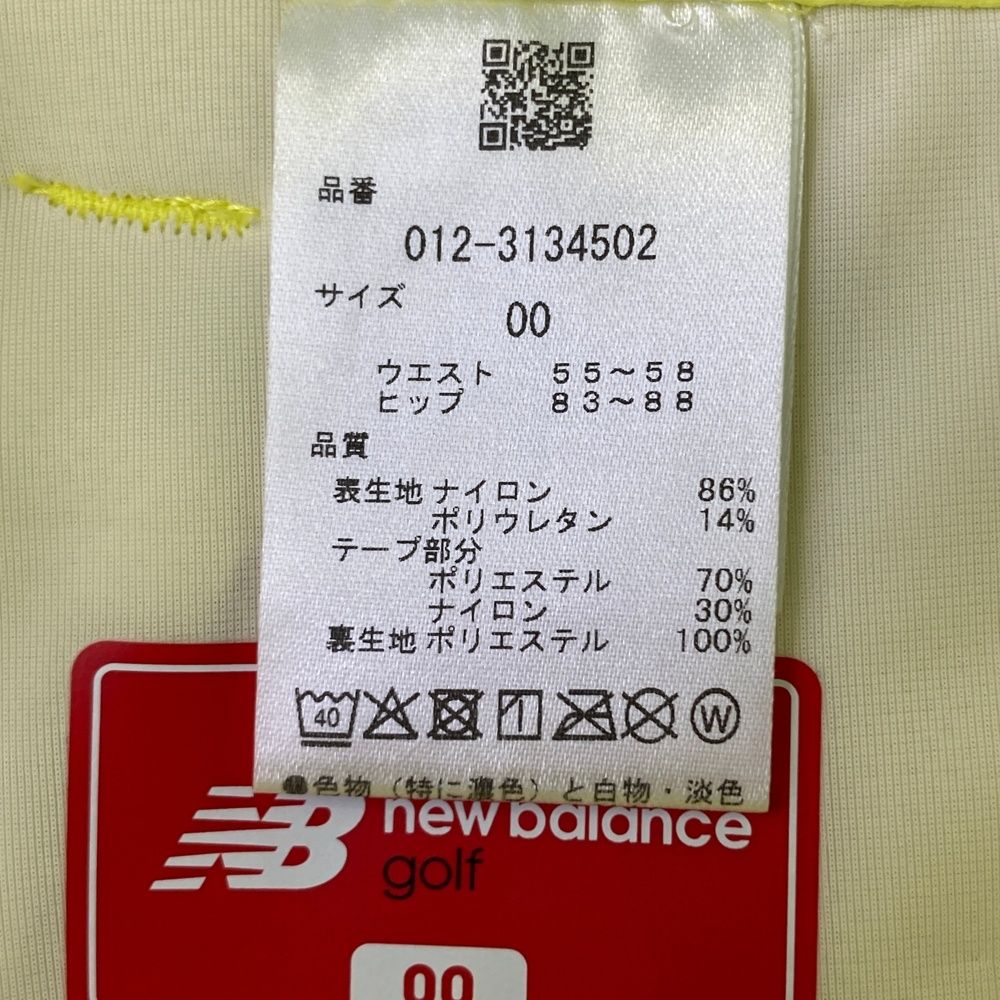 品番
012-3134502
サイズ
00
ウエスト 55～58
ヒップ 83～88
品質
表生地 ナイロン 86%
ポリウレタン 14%
テープ部分
ポリエステル 70%
ナイロン 30%
裏生地 ポリエステル 100%
40 W
色物（特に濃色）と白物・淡色
NB new balance
golf
00